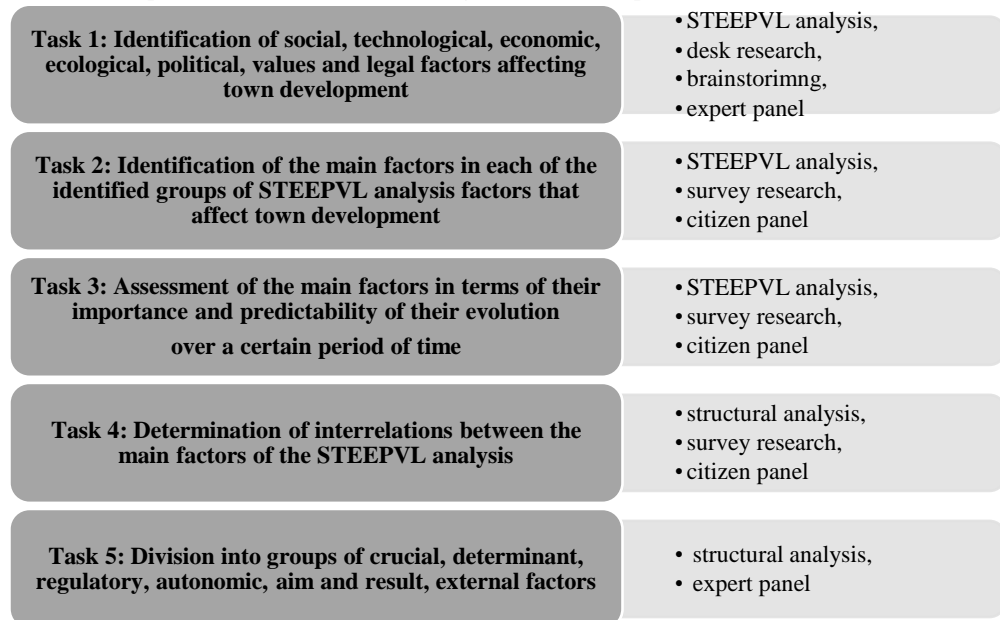 Task 1: Identification of social, technological, economic,
ecological, political, values and legal factors affecting
town development
• STEEPVL analysis,
• desk research,
• brainstorimng,
• expert panel
Task 2: Identification of the main factors in each of the
identified groups of STEEPVL analysis factors that
affect town development
• STEEPVL analysis,
• survey research,
• citizen panel
Task 3: Assessment of the main factors in terms of their
importance and predictability of their evolution
over a certain period of time
• STEEPVL analysis,
• survey research,
• citizen panel
Task 4: Determination of interrelations between the
main factors of the STEEPVL analysis
• structural analysis,
• survey research,
• citizen panel
Task 5: Division into groups of crucial, determinant,
regulatory, autonomic, aim and result, external factors
• structural analysis,
• expert panel